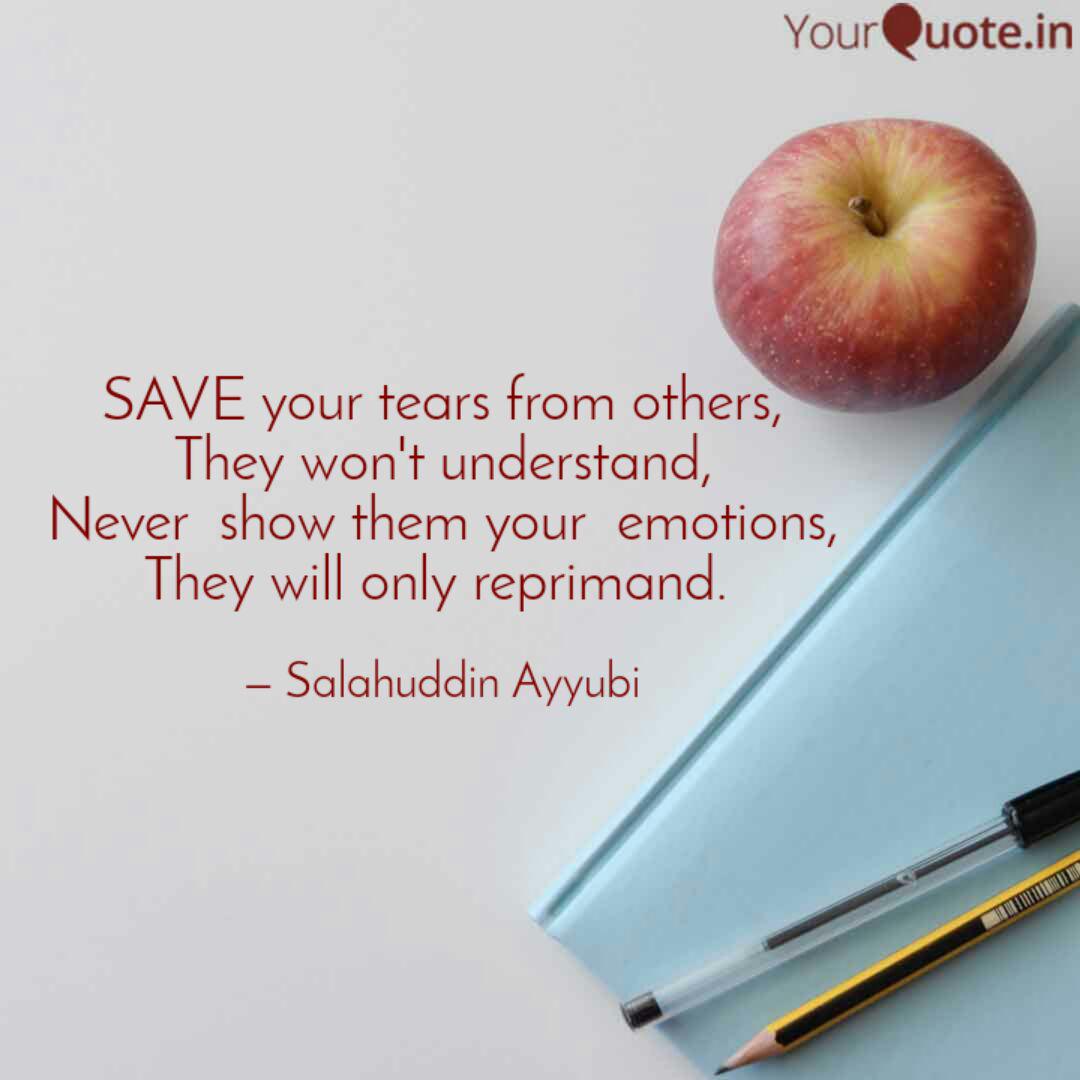 YourQuote.in
SAVE your tears from others,
They won't understand,
Never show them your emotions,
They will only reprimand.
– Salahuddin Ayyubi